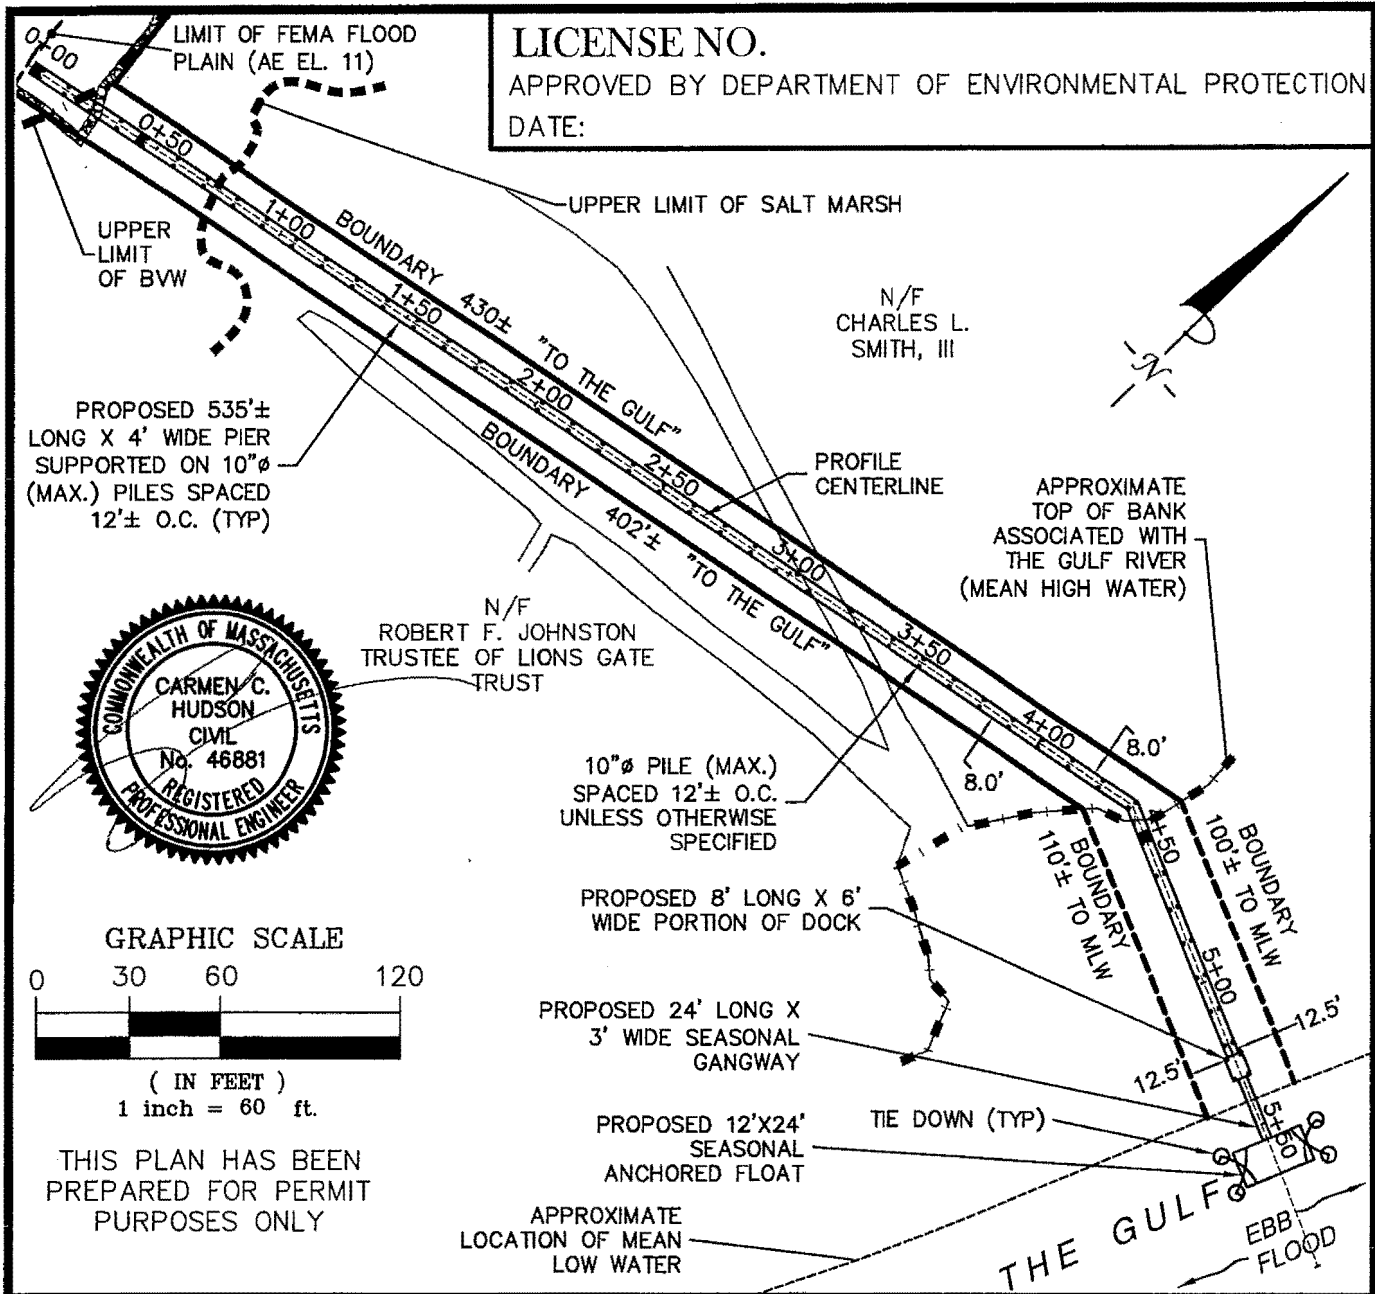 LICENSE NO.
APPROVED BY DEPARTMENT OF ENVIRONMENTAL PROTECTION
DATE:
LIMIT OF FEMA FLOOD
PLAIN (AE EL. 11)
0+00
0+50
UPPER LIMIT OF SALT MARSH
UPPER
LIMIT
OF BVW
1+00
1+50
2+00
2+50
3+00
3+50
4+00
4+50
5+00
5+50
BOUNDARY 430± "TO THE GULF"
BOUNDARY 402'± "TO THE GULF"
N/F
CHARLES L.
SMITH, III
N
PROPOSED 535'±
LONG X 4' WIDE PIER
SUPPORTED ON 10"ø
(MAX.) PILES SPACED
12'± O.C. (TYP)
PROFILE
CENTERLINE
APPROXIMATE
TOP OF BANK
ASSOCIATED WITH
THE GULF RIVER
(MEAN HIGH WATER)
N/F
ROBERT F. JOHNSTON
TRUSTEE OF LIONS GATE
TRUST
COMMONWEALTH OF MASSACHUSETTS
CARMEN C.
HUDSON
CIVIL
No. 46881
REGISTERED
PROFESSIONAL ENGINEER
10"ø PILE (MAX.)
SPACED 12'± O.C.
UNLESS OTHERWISE
SPECIFIED
8.0'
8.0'
BOUNDARY
110'± TO MLW
BOUNDARY
100'± TO MLW
PROPOSED 8' LONG X 6'
WIDE PORTION OF DOCK
GRAPHIC SCALE
0 30 60 120
( IN FEET )
1 inch = 60 ft.
PROPOSED 24' LONG X
3' WIDE SEASONAL
GANGWAY
12.5'
12.5'
PROPOSED 12'X24'
SEASONAL
ANCHORED FLOAT
TIE DOWN (TYP)
THIS PLAN HAS BEEN
PREPARED FOR PERMIT
PURPOSES ONLY
APPROXIMATE
LOCATION OF MEAN
LOW WATER
THE GULF
EBB
FLOOD